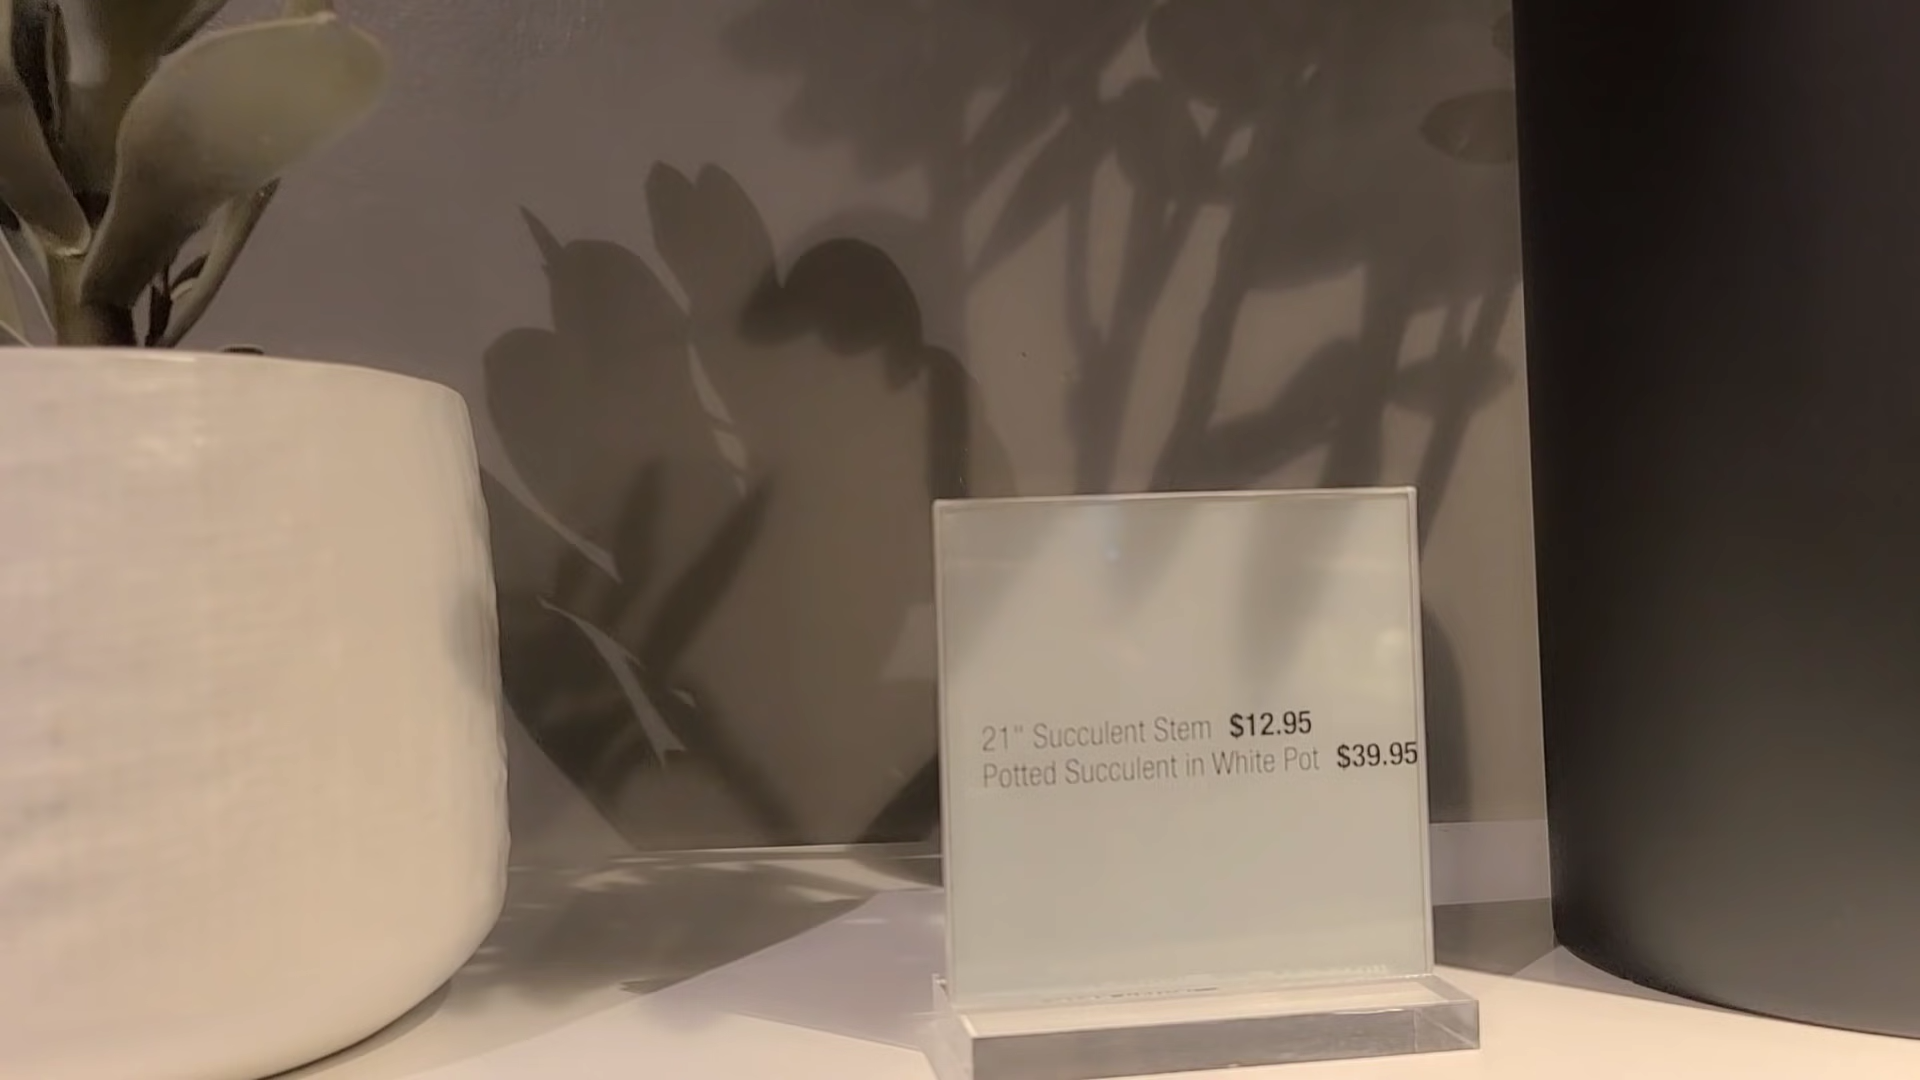 21" Succulent Stem $12.95
Potted Succulent in White Pot $39.95